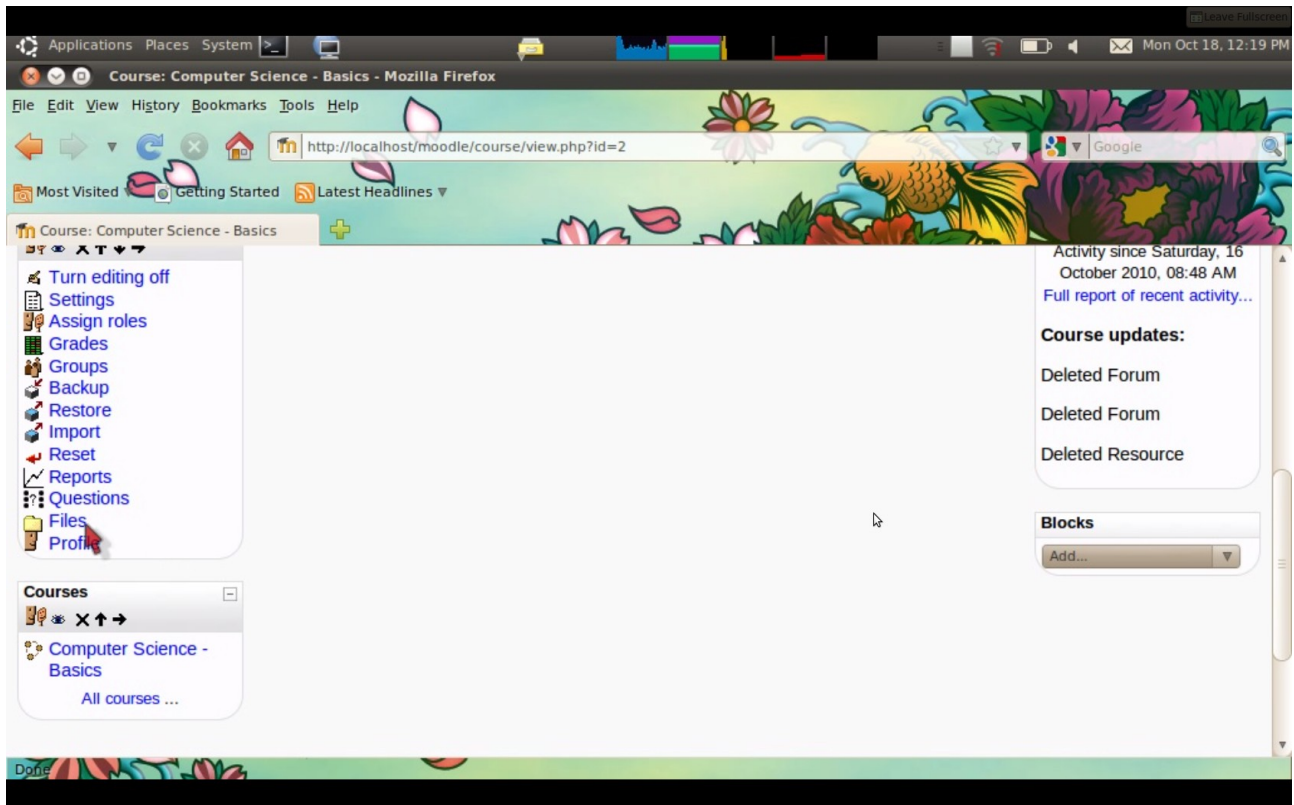 Leave Fullscreen
Applications Places System Mon Oct 18, 12:19 PM
Course: Computer Science - Basics - Mozilla Firefox
File Edit View History Bookmarks Tools Help
http://localhost/moodle/course/view.php?id=2
Google
Most Visited Getting Started Latest Headlines
Course: Computer Science - Basics
Turn editing off
Settings
Assign roles
Grades
Groups
Backup
Restore
Import
Reset
Reports
Questions
Files
Profile
Courses
Computer Science -
Basics
All courses ...
Activity since Saturday, 16
October 2010, 08:48 AM
Full report of recent activity...
Course updates:
Deleted Forum
Deleted Forum
Deleted Resource
Blocks
Add...
Done